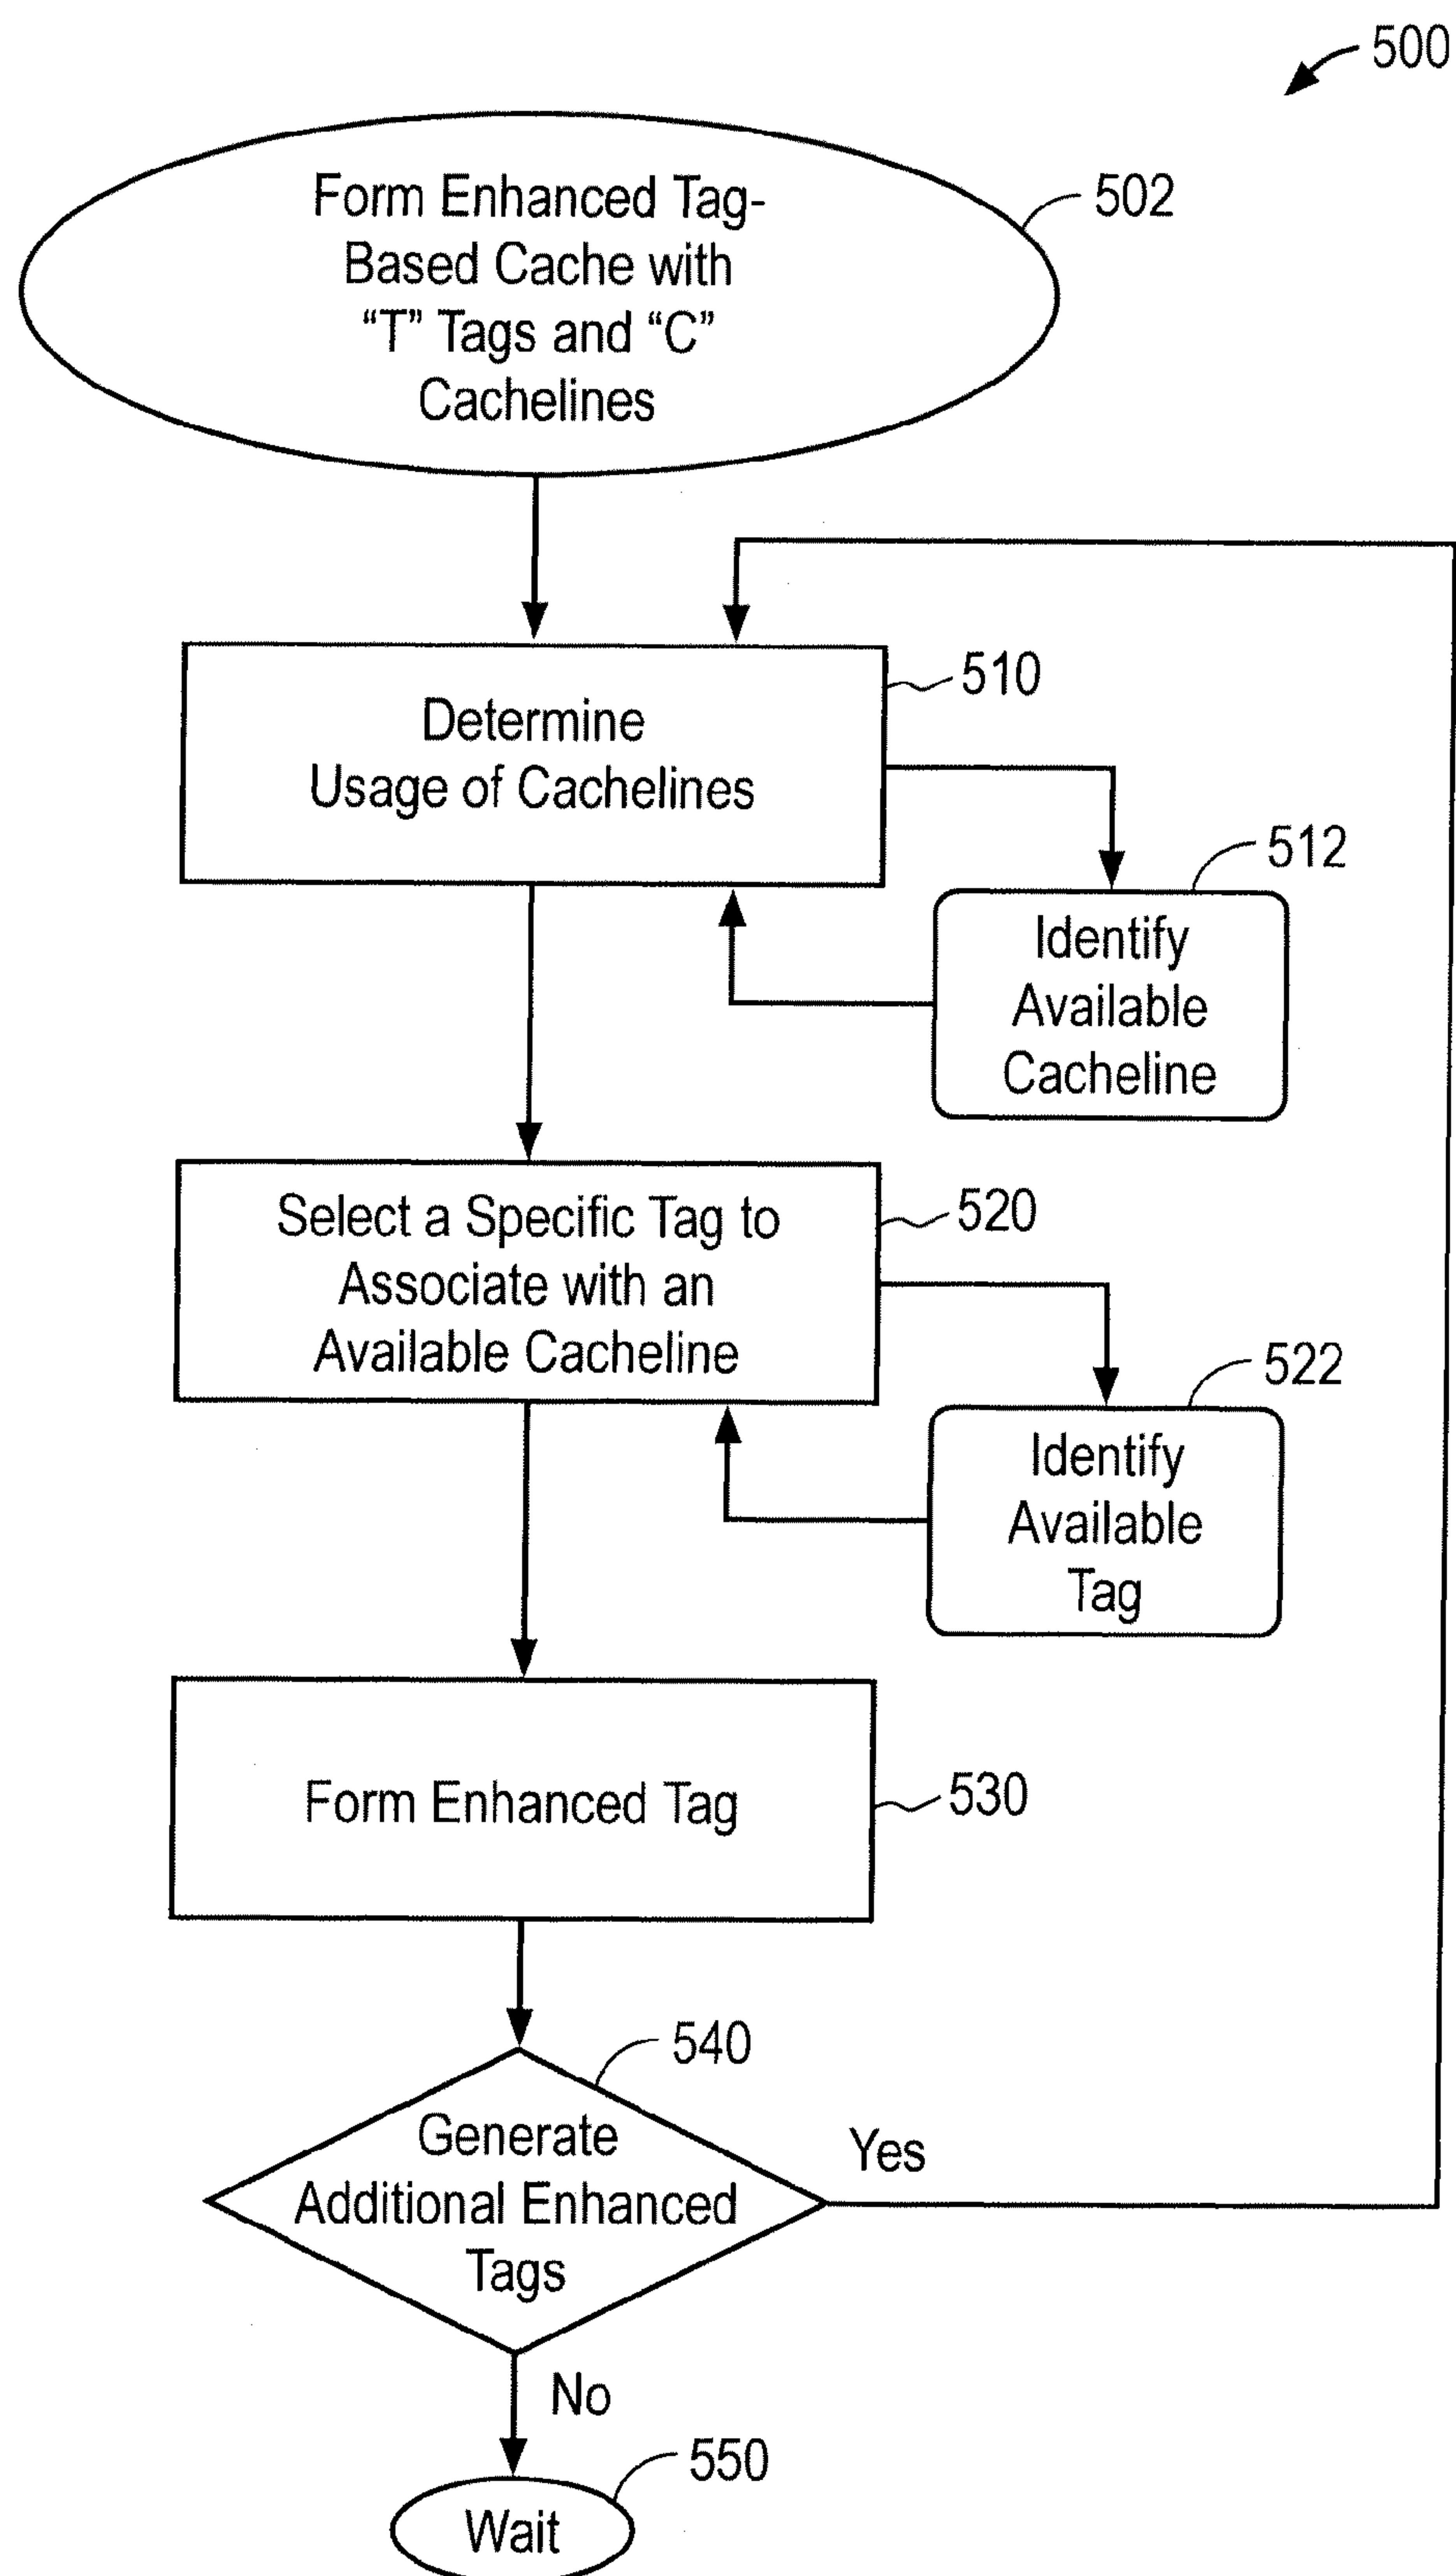 500
Form Enhanced Tag-
Based Cache with
“T” Tags and “C”
Cachelines
502
Determine
Usage of Cachelines
510
Identify
Available
Cacheline
512
Select a Specific Tag to
Associate with an
Available Cacheline
520
Identify
Available
Tag
522
Form Enhanced Tag
530
Generate
Additional Enhanced
Tags
540
Yes
No
Wait
550